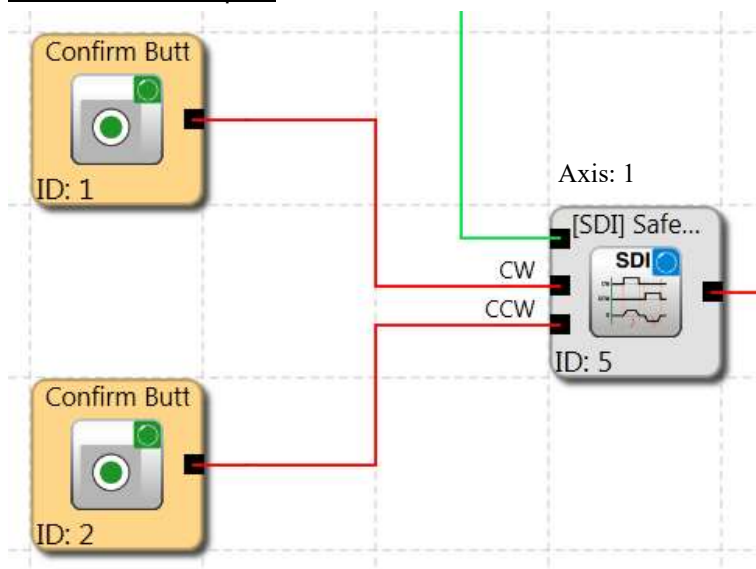 Confirm Butt
ID: 1
Axis: 1
[SDI] Safe...
SDI
CW
CCW
ID: 5
Confirm Butt
ID: 2